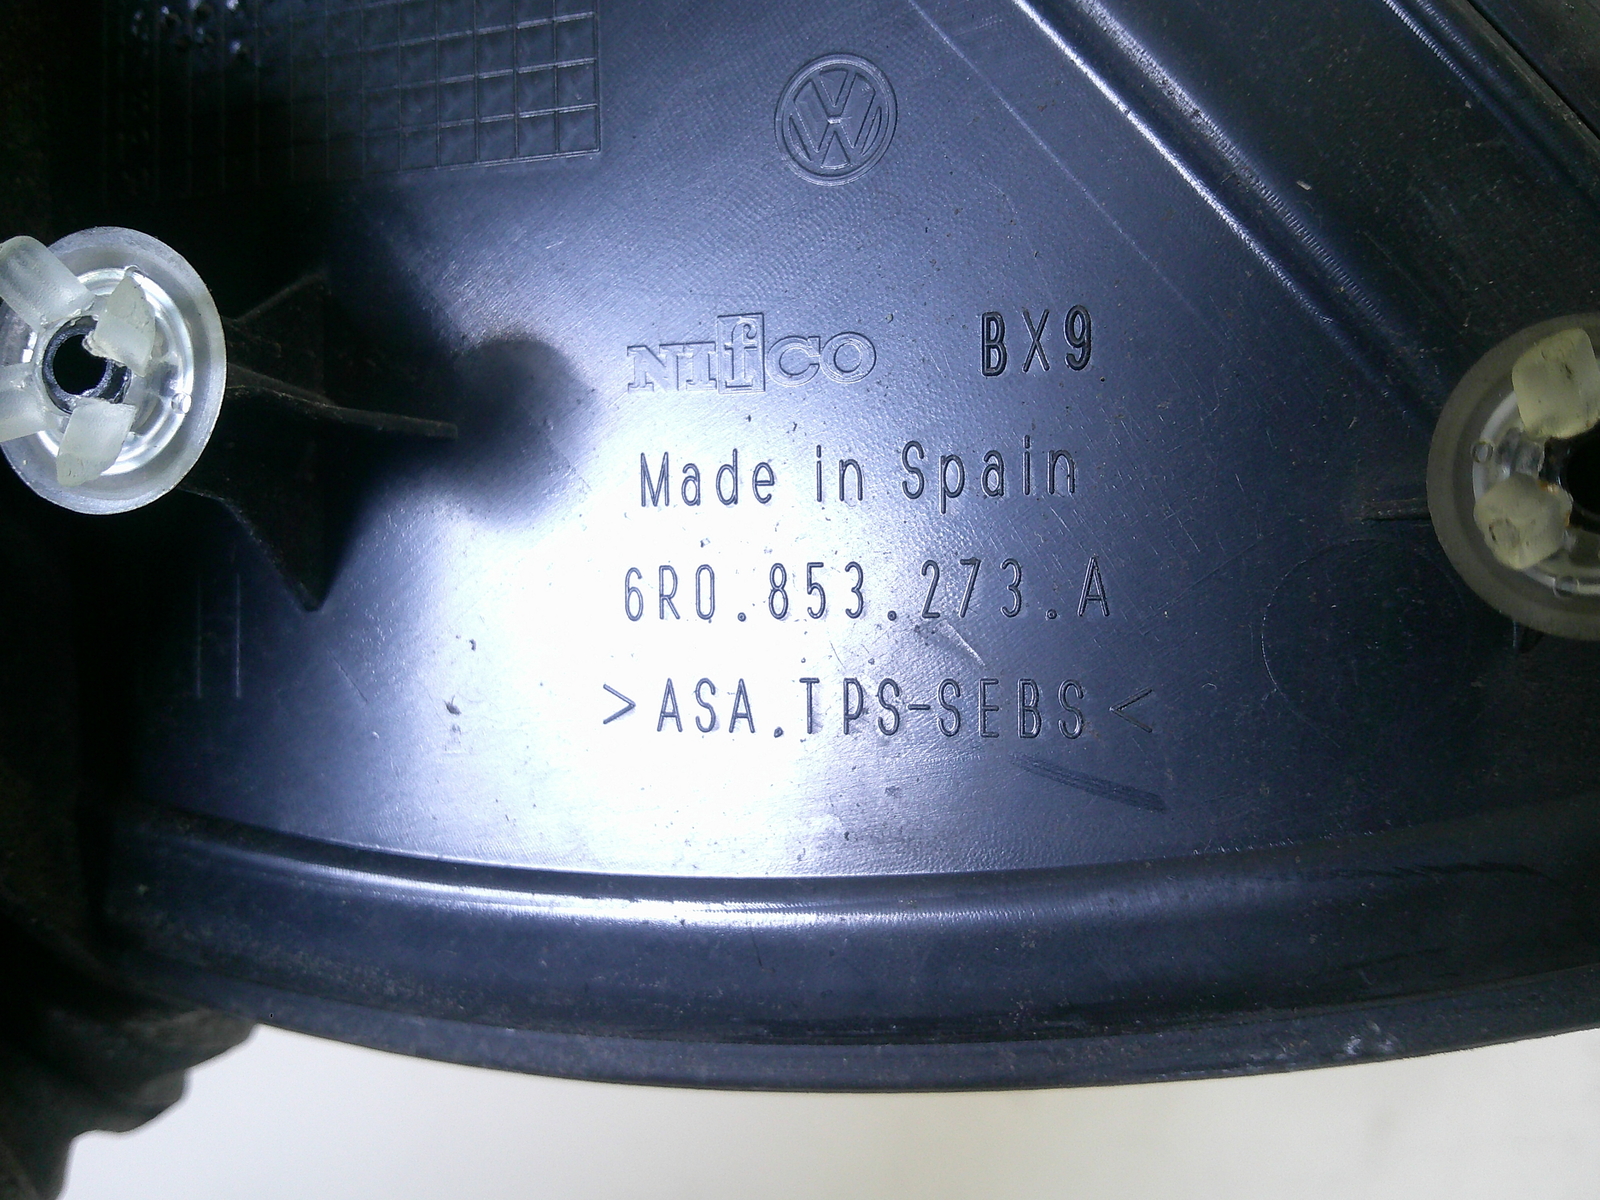 NIfCO BX9
Made in Spain
6R0.853.273.A
>ASA.TPS-SEBS<